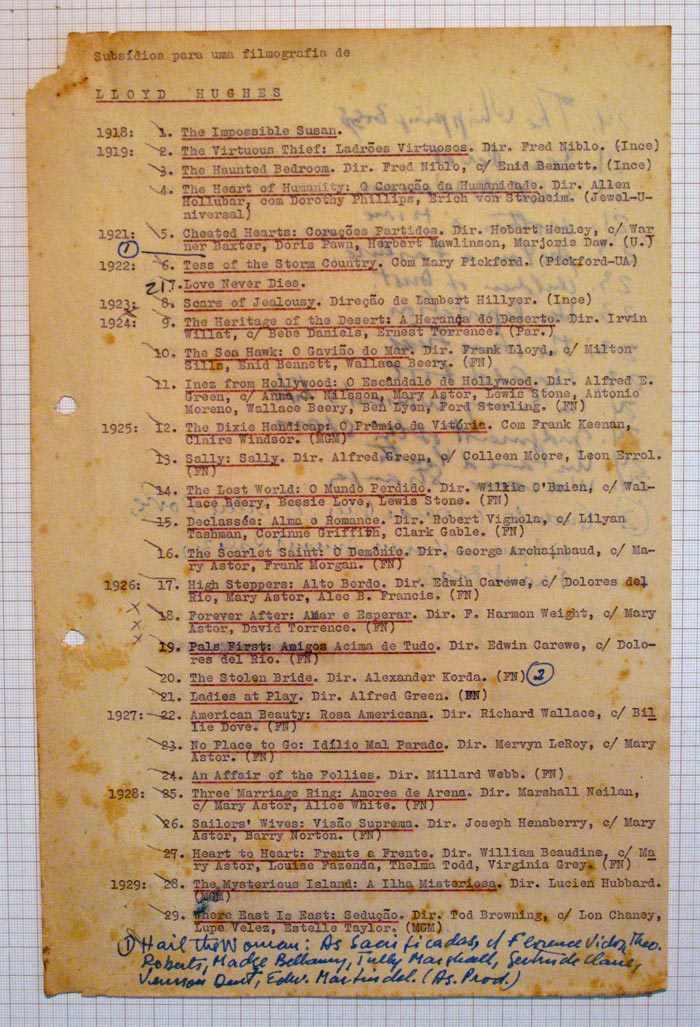 Subsídios para uma filmografia de
LLOYD HUGHES
1918: 1. The Impossible Susan.
1919: 2. The Virtuous Thief: Ladrões Virtuosos. Dir. Fred Niblo. (Ince)
3. The Haunted Bedroom. Dir. Fred Niblo, c/ Enid Bennett. (Ince)
4. The Heart of Humanity: O Coração da Humanidade. Dir. Allen
Hollubar, com Dorothy Phillips, Erich von Stroheim. (Jewel-U-
niversal)
1921: 5. Cheated Hearts: Corações Partidos. Dir. Hobart Henley, c/ War
ner Baxter, Doris Pawn, Herbert Rawlinson, Marjorie Daw. (U.)
1
1922: 6. Tess of the Storm Country. Com Mary Pickford. (Pickford-UA)
21 7. Love Never Dies.
1923: 8. Scars of Jealousy. Direção de Lambert Hillyer. (Ince)
1924: 9. The Heritage of the Desert: A Herança do Deserto. Dir. Irvin
Willat, c/ Bebe Daniels, Ernest Torrence. (Par.)
10. The Sea Hawk: O Gavião do Mar. Dir. Frank Lloyd, c/ Milton
Sills, Enid Bennett, Wallace Beery. (FN)
11. Inez from Hollywood: O Escândalo de Hollywood. Dir. Alfred E.
Green, c/ Anna Q. Nilsson, Mary Astor, Lewis Stone, Antonio
Moreno, Wallace Beery, Ben Lyon, Ford Sterling. (FN)
1925: 12. The Dixie Handicap: O Prêmio da Vitória. Com Frank Keenan,
Claire Windsor. (MGM)
13. Sally: Sally. Dir. Alfred Green, c/ Colleen Moore, Leon Errol.
(FN)
14. The Lost World: O Mundo Perdido. Dir. Willie O'Brien, c/ Wal-
lace Beery, Bessie Love, Lewis Stone. (FN)
15. Declassée: Alma e Romance. Dir. Robert Vignola, c/ Lilyan
Tashman, Corinne Griffith, Clark Gable. (FN)
16. The Scarlet Saint: O Demônio. Dir. George Archainbaud, c/ Ma-
ry Astor, Frank Morgan. (FN)
1926: 17. High Steppers: Alto Bordo. Dir. Edwin Carewe, c/ Dolores del
Rio, Mary Astor, Alec B. Francis. (FN)
18. Forever After: Amar e Esperar. Dir. F. Harmon Weight, c/ Mary
Astor, David Torrence. (FN)
19. Pals First: Amigos Acima de Tudo. Dir. Edwin Carewe, c/ Dolo-
res del Rio. (FN)
20. The Stolen Bride. Dir. Alexander Korda. (FN) 2
21. Ladies at Play. Dir. Alfred Green. (FN)
1927: 22. American Beauty: Rosa Americana. Dir. Richard Wallace, c/ Bil
lie Dove. (FN)
23. No Place to Go: Idílio Mal Parado. Dir. Mervyn LeRoy, c/ Mary
Astor. (FN)
24. An Affair of the Follies. Dir. Millard Webb. (FN)
1928: 25. Three Marriage Ring: Amores de Arena. Dir. Marshall Neilan,
c/ Mary Astor, Alice White. (FN)
26. Sailors' Wives: Visão Suprema. Dir. Joseph Henaberry, c/ Mary
Astor, Barry Norton. (FN)
27. Heart to Heart: Frente a Frente. Dir. William Beaudine, c/ Ma
ry Astor, Louise Fazenda, Thelma Todd, Virginia Grey. (FN)
1929: 28. The Mysterious Island: A Ilha Misteriosa. Dir. Lucien Hubbard.
(MGM)
29. Where East Is East: Sedução. Dir. Tod Browning, c/ Lon Chaney,
Lupe Velez, Estelle Taylor. (MGM)
1 Hail the Woman: As Sacrificadas, c/ Florence Vidor, Theo.
Roberts, Madge Bellamy, Tully Marshall, Gertrude Claire,
Vernon Dent, Edw. Martindel. (As. Prod.)